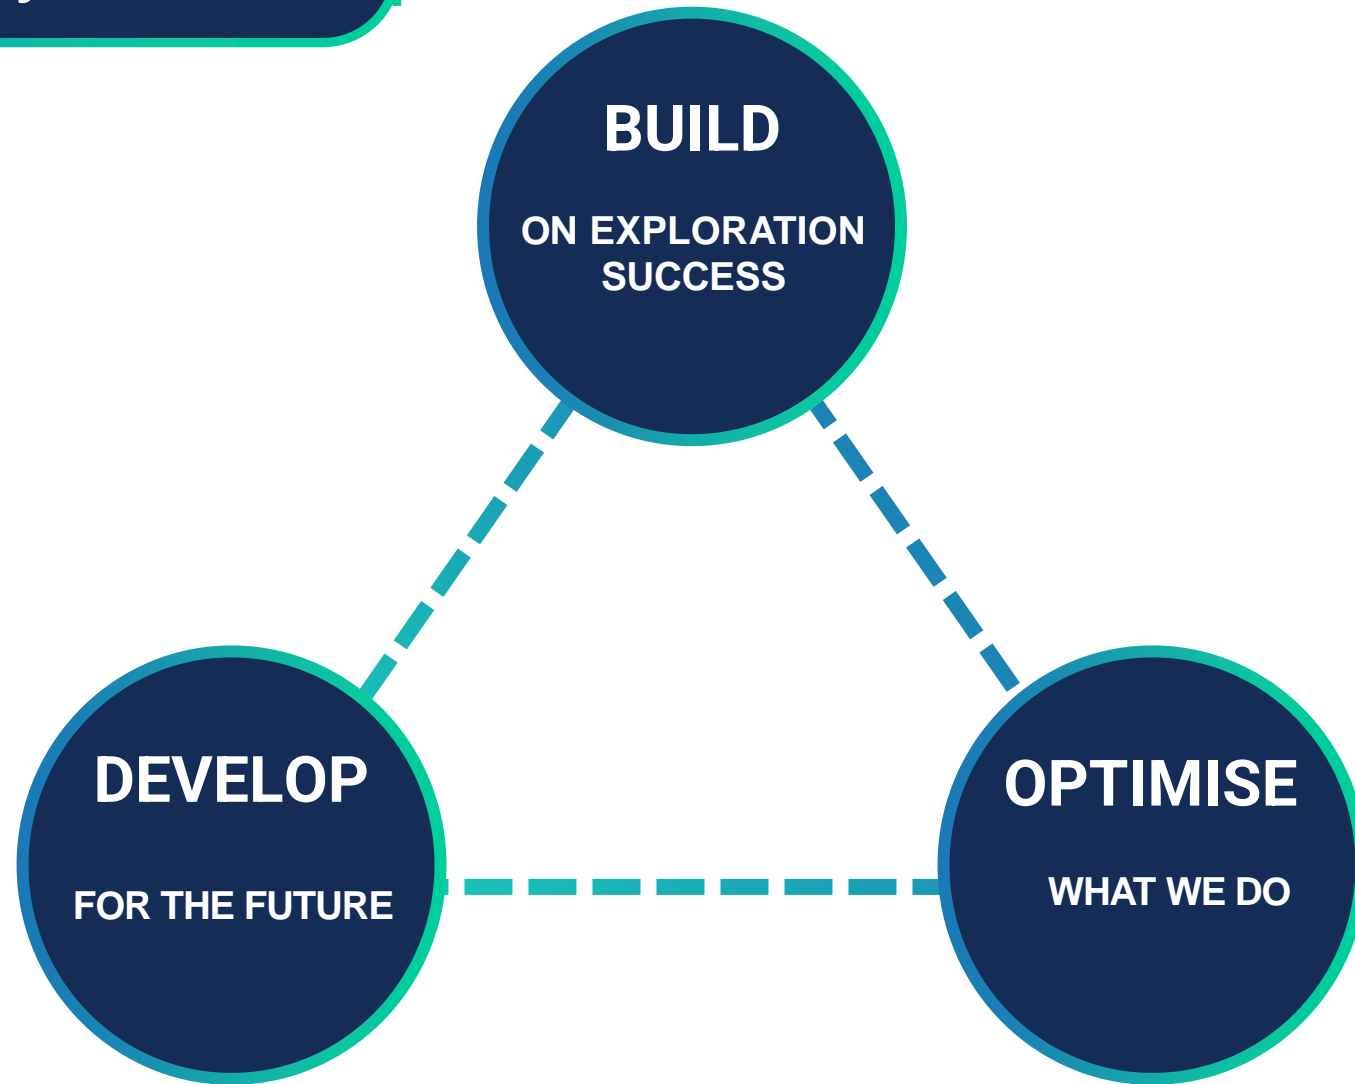 BUILD
ON EXPLORATION
SUCCESS
DEVELOP
OPTIMISE
FOR THE FUTURE
WHAT WE DO